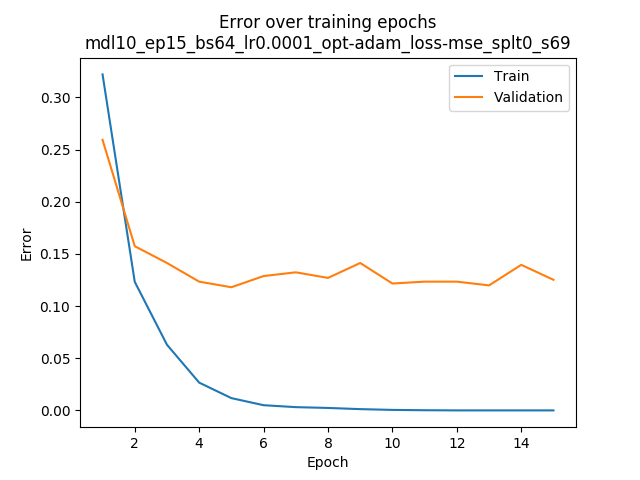 Error over training epochs
mdl10_ep15_bs64_lr0.0001_opt-adam_loss-mse_splt0_s69
Train
Validation
0.30
0.25
0.20
0.15
0.10
0.05
0.00
Error
2
4
6
8
10
12
14
Epoch